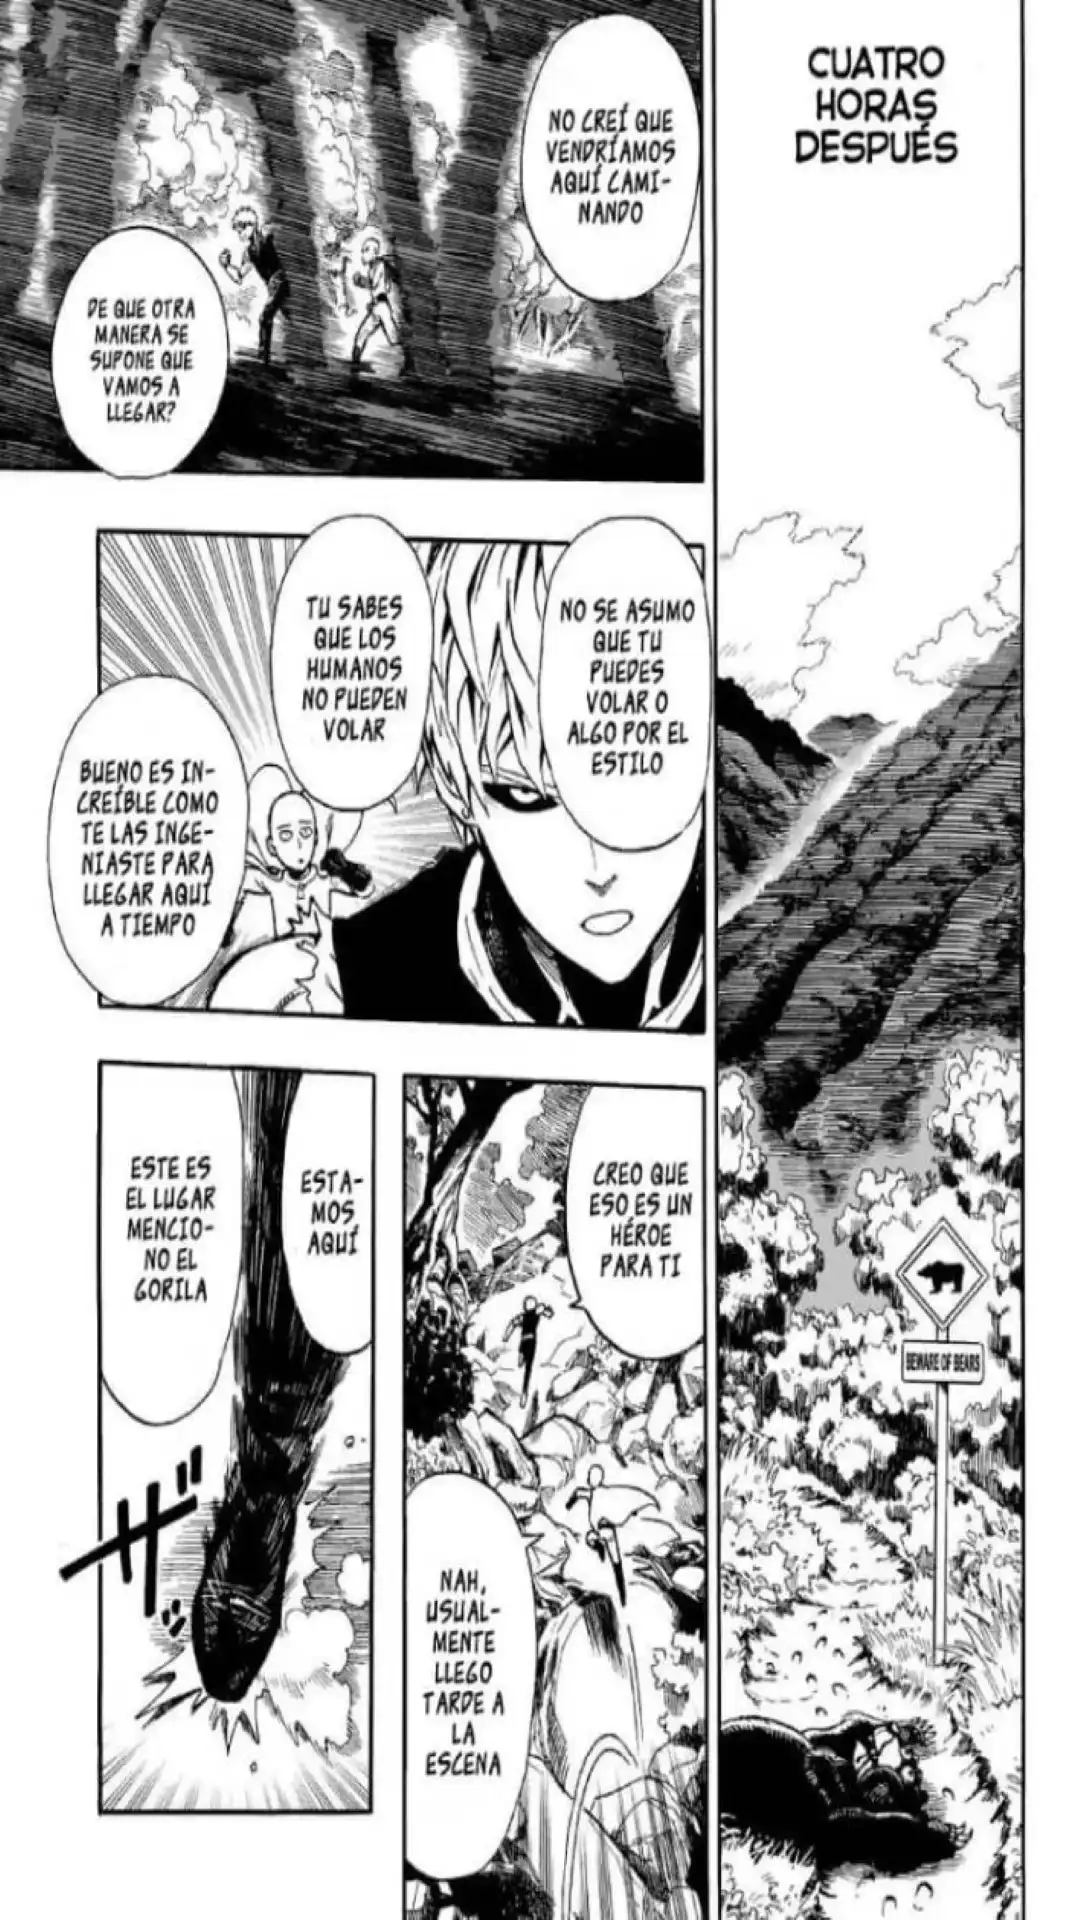 CUATRO
HORAS
DESPUÉS
BEWARE OF BEARS
NO CREÍ QUE
VENDRÍAMOS
AQUÍ CAMI-
NANDO
DE QUE OTRA
MANERA SE
SUPONE QUE
VAMOS A
LLEGAR?
NO SE ASUMO
QUE TU
PUEDES
VOLAR O
ALGO POR EL
ESTILO
TU SABES
QUE LOS
HUMANOS
NO PUEDEN
VOLAR
BUENO ES IN-
CREÍBLE COMO
TE LAS INGE-
NIASTE PARA
LLEGAR AQUÍ
A TIEMPO
CREO QUE
ESO ES UN
HÉROE
PARA TI
NAH,
USUAL-
MENTE
LLEGO
TARDE A
LA
ESCENA
ESTA-
MOS
AQUÍ
ESTE ES
EL LUGAR
MENCIO-
NO EL
GORILA
ザッ